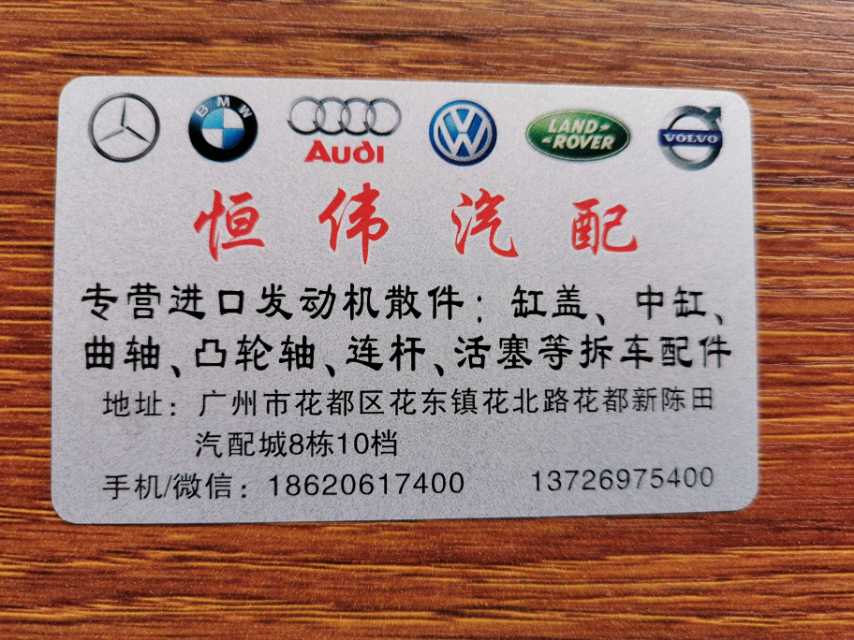 BMW
Audi
LAND ROVER
VOLVO
恒伟汽配
专营进口发动机散件：缸盖、中缸、
曲轴、凸轮轴、连杆、活塞等拆车配件
地址：广州市花都区花东镇花北路花都新陈田
汽配城8栋10档
手机/微信：18620617400 13726975400